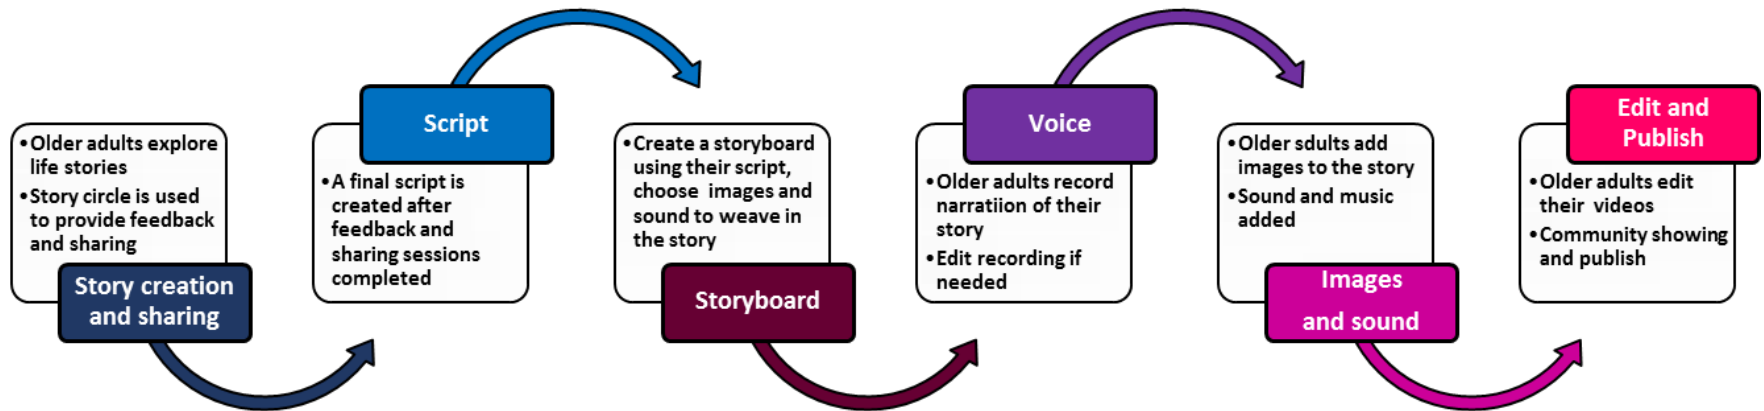 •Older adults explore
life stories
•Story circle is used
to provide feedback
and sharing
Story creation
and sharing
Script
•A final script is
created after
feedback and
sharing sessions
completed
•Create a storyboard
using their script,
choose images and
sound to weave in
the story
Storyboard
Voice
•Older adults record
narratiion of their
story
•Edit recording if
needed
•Older sdults add
images to the story
•Sound and music
added
Images
and sound
Edit and
Publish
•Older adults edit
their videos
•Community showing
and publish